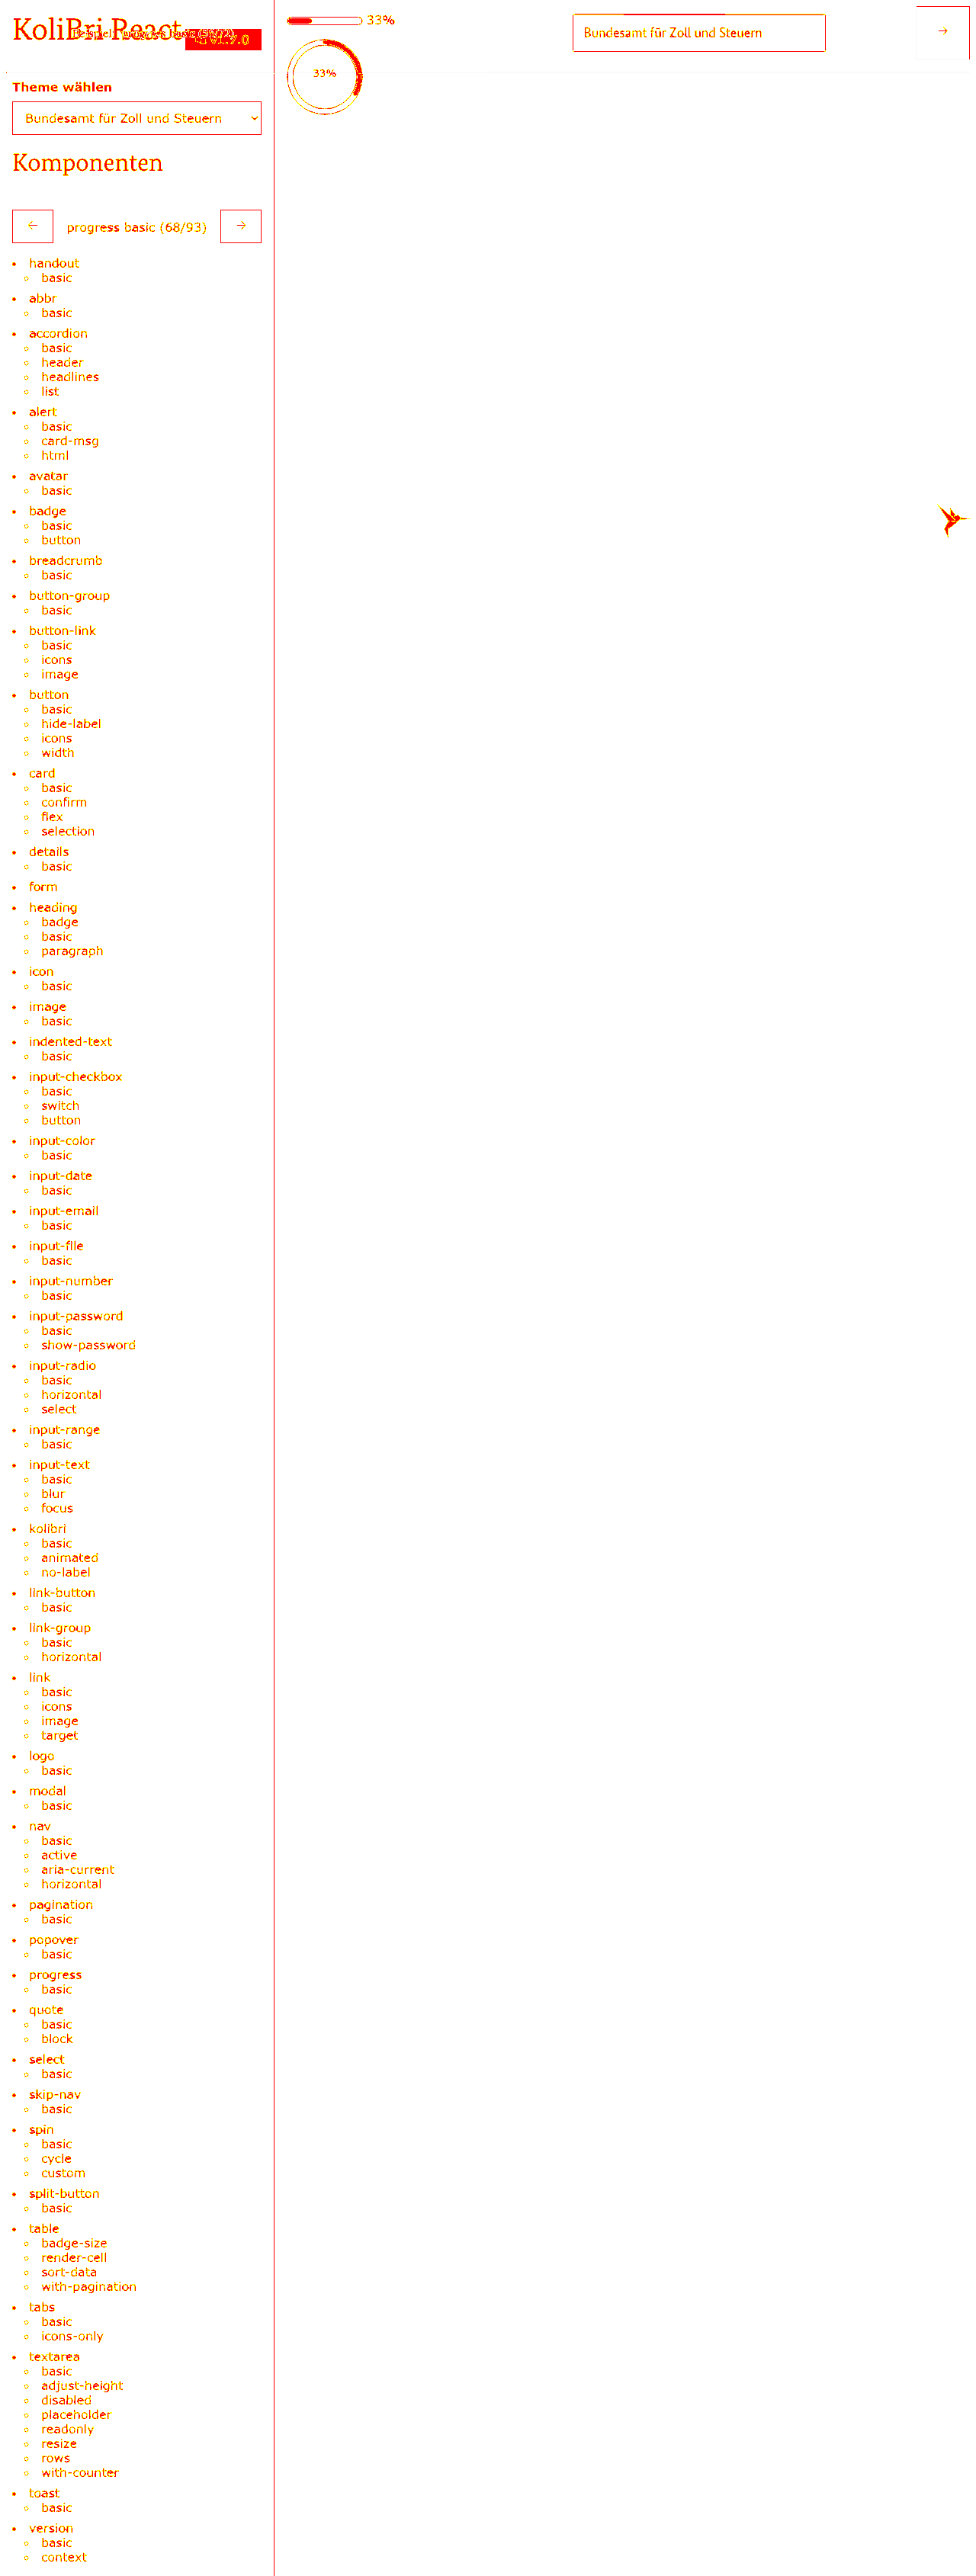 KoliBri React
v1.7.0
33%
Bundesamt für Zoll und Steuern
→
33%
Theme wählen
Bundesamt für Zoll und Steuern
Komponenten
← progress basic (68/93) →
handout
basic
abbr
basic
accordion
basic
header
headlines
list
alert
basic
card-msg
html
avatar
basic
badge
basic
button
breadcrumb
basic
button-group
basic
button-link
basic
icons
image
button
basic
hide-label
icons
width
card
basic
confirm
flex
selection
details
basic
form
heading
badge
basic
paragraph
icon
basic
image
basic
indented-text
basic
input-checkbox
basic
switch
button
input-color
basic
input-date
basic
input-email
basic
input-file
basic
input-number
basic
input-password
basic
show-password
input-radio
basic
horizontal
select
input-range
basic
input-text
basic
blur
focus
kolibri
basic
animated
no-label
link-button
basic
link-group
basic
horizontal
link
basic
icons
image
target
logo
basic
modal
basic
nav
basic
active
aria-current
horizontal
pagination
basic
popover
basic
progress
basic
quote
basic
block
select
basic
skip-nav
basic
spin
basic
cycle
custom
split-button
basic
table
badge-size
render-cell
sort-data
with-pagination
tabs
basic
icons-only
textarea
basic
adjust-height
disabled
placeholder
readonly
resize
rows
with-counter
toast
basic
version
basic
context